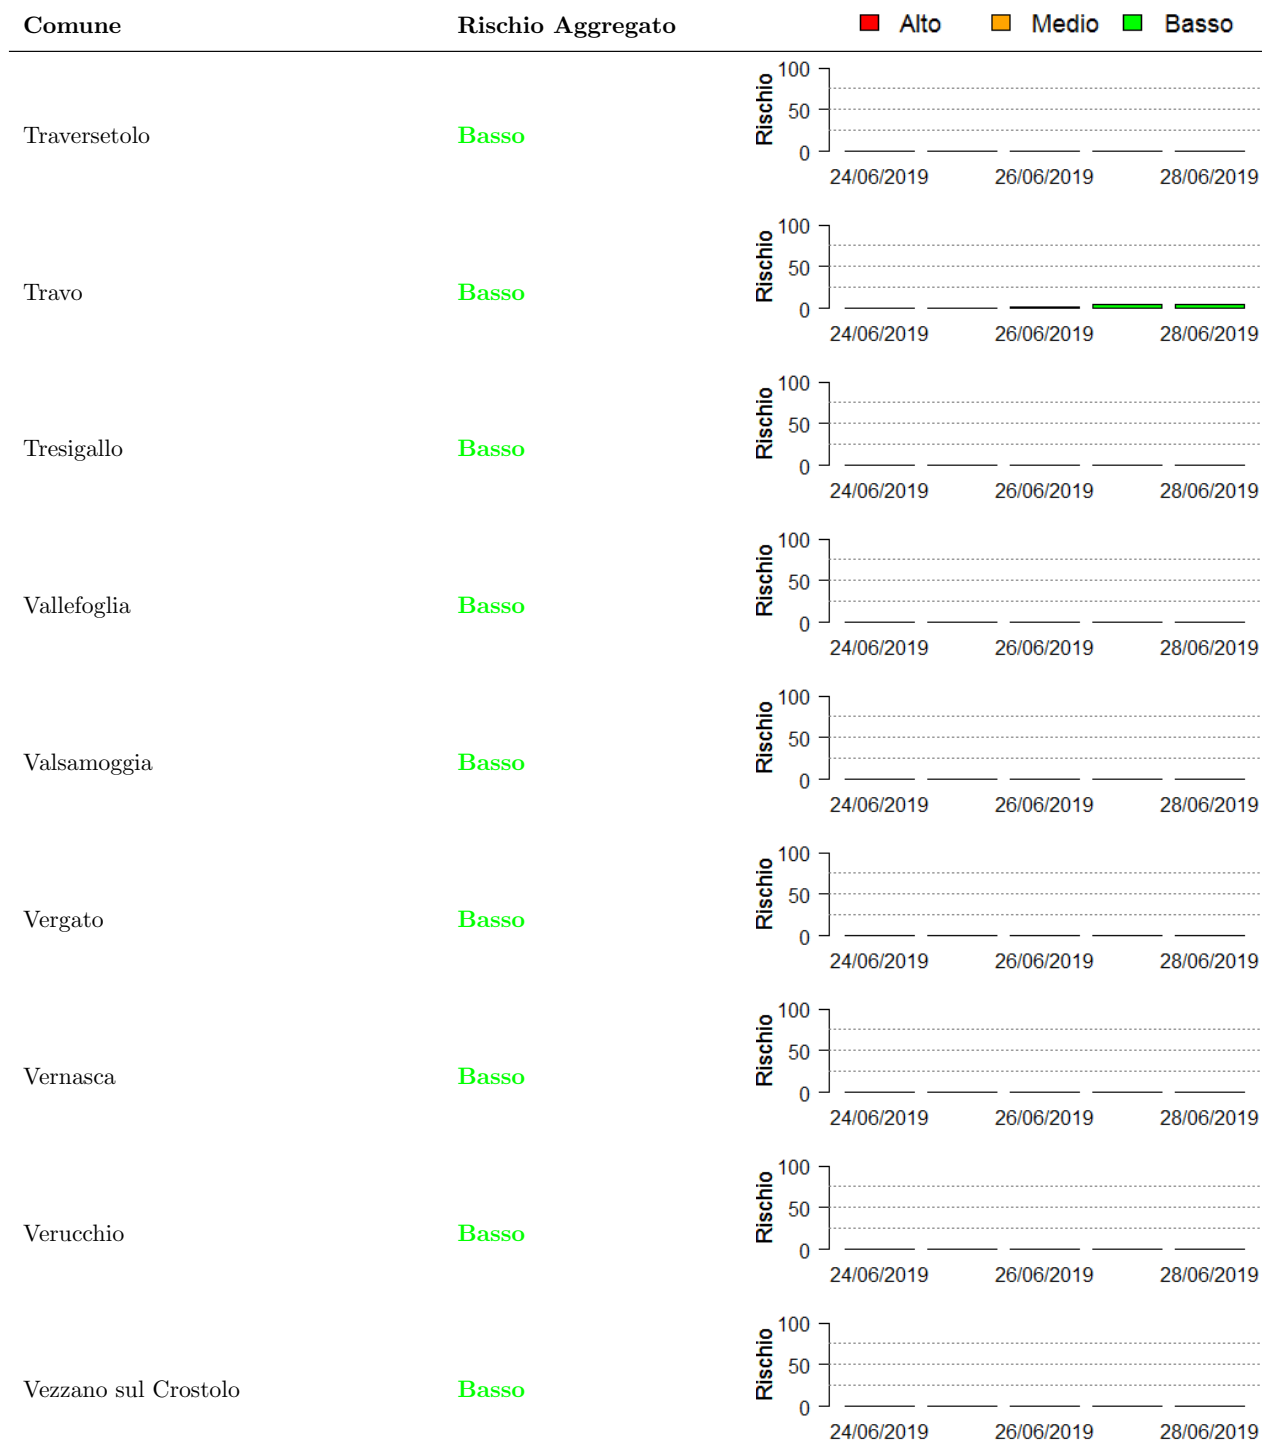 Comune Rischio Aggregato Alto Medio Basso
Traversetolo Basso Rischio 100 50 0
24/06/2019 26/06/2019 28/06/2019
Travo Basso Rischio 100 50 0
24/06/2019 26/06/2019 28/06/2019
Tresigallo Basso Rischio 100 50 0
24/06/2019 26/06/2019 28/06/2019
Vallefoglia Basso Rischio 100 50 0
24/06/2019 26/06/2019 28/06/2019
Valsamoggia Basso Rischio 100 50 0
24/06/2019 26/06/2019 28/06/2019
Vergato Basso Rischio 100 50 0
24/06/2019 26/06/2019 28/06/2019
Vernasca Basso Rischio 100 50 0
24/06/2019 26/06/2019 28/06/2019
Verucchio Basso Rischio 100 50 0
24/06/2019 26/06/2019 28/06/2019
Vezzano sul Crostolo Basso Rischio 100 50 0
24/06/2019 26/06/2019 28/06/2019